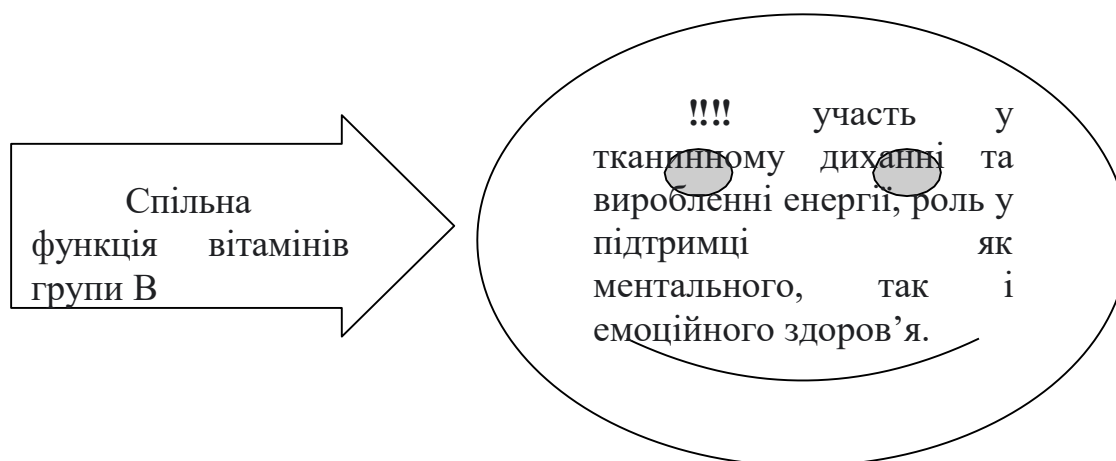 Спільна
функція вітамінів
групи В
!!!! участь у
тканинному диханні та
виробленні енергії, роль у
підтримці як
ментального, так і
емоційного здоров’я.